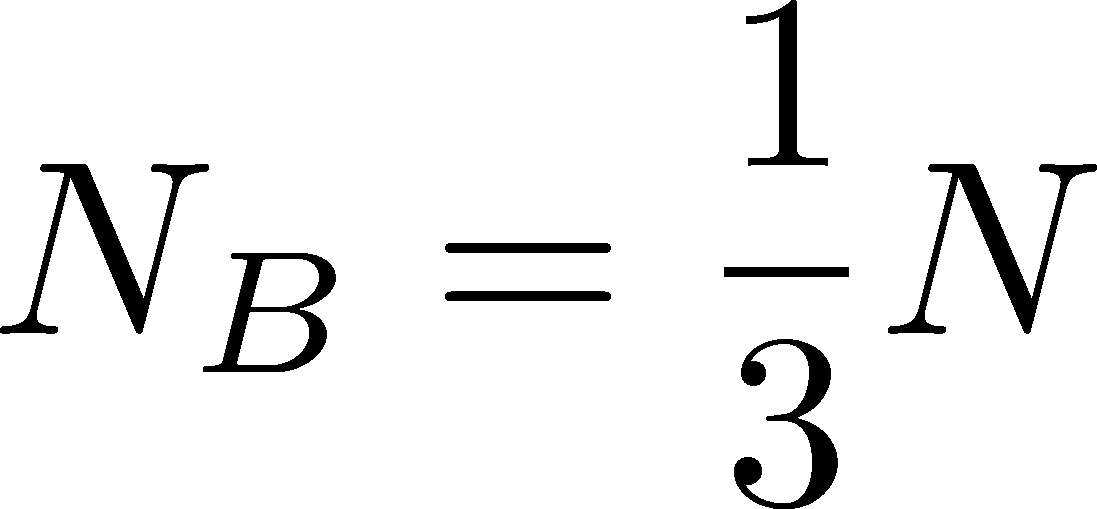 $N_B = \frac{1}{3} N$